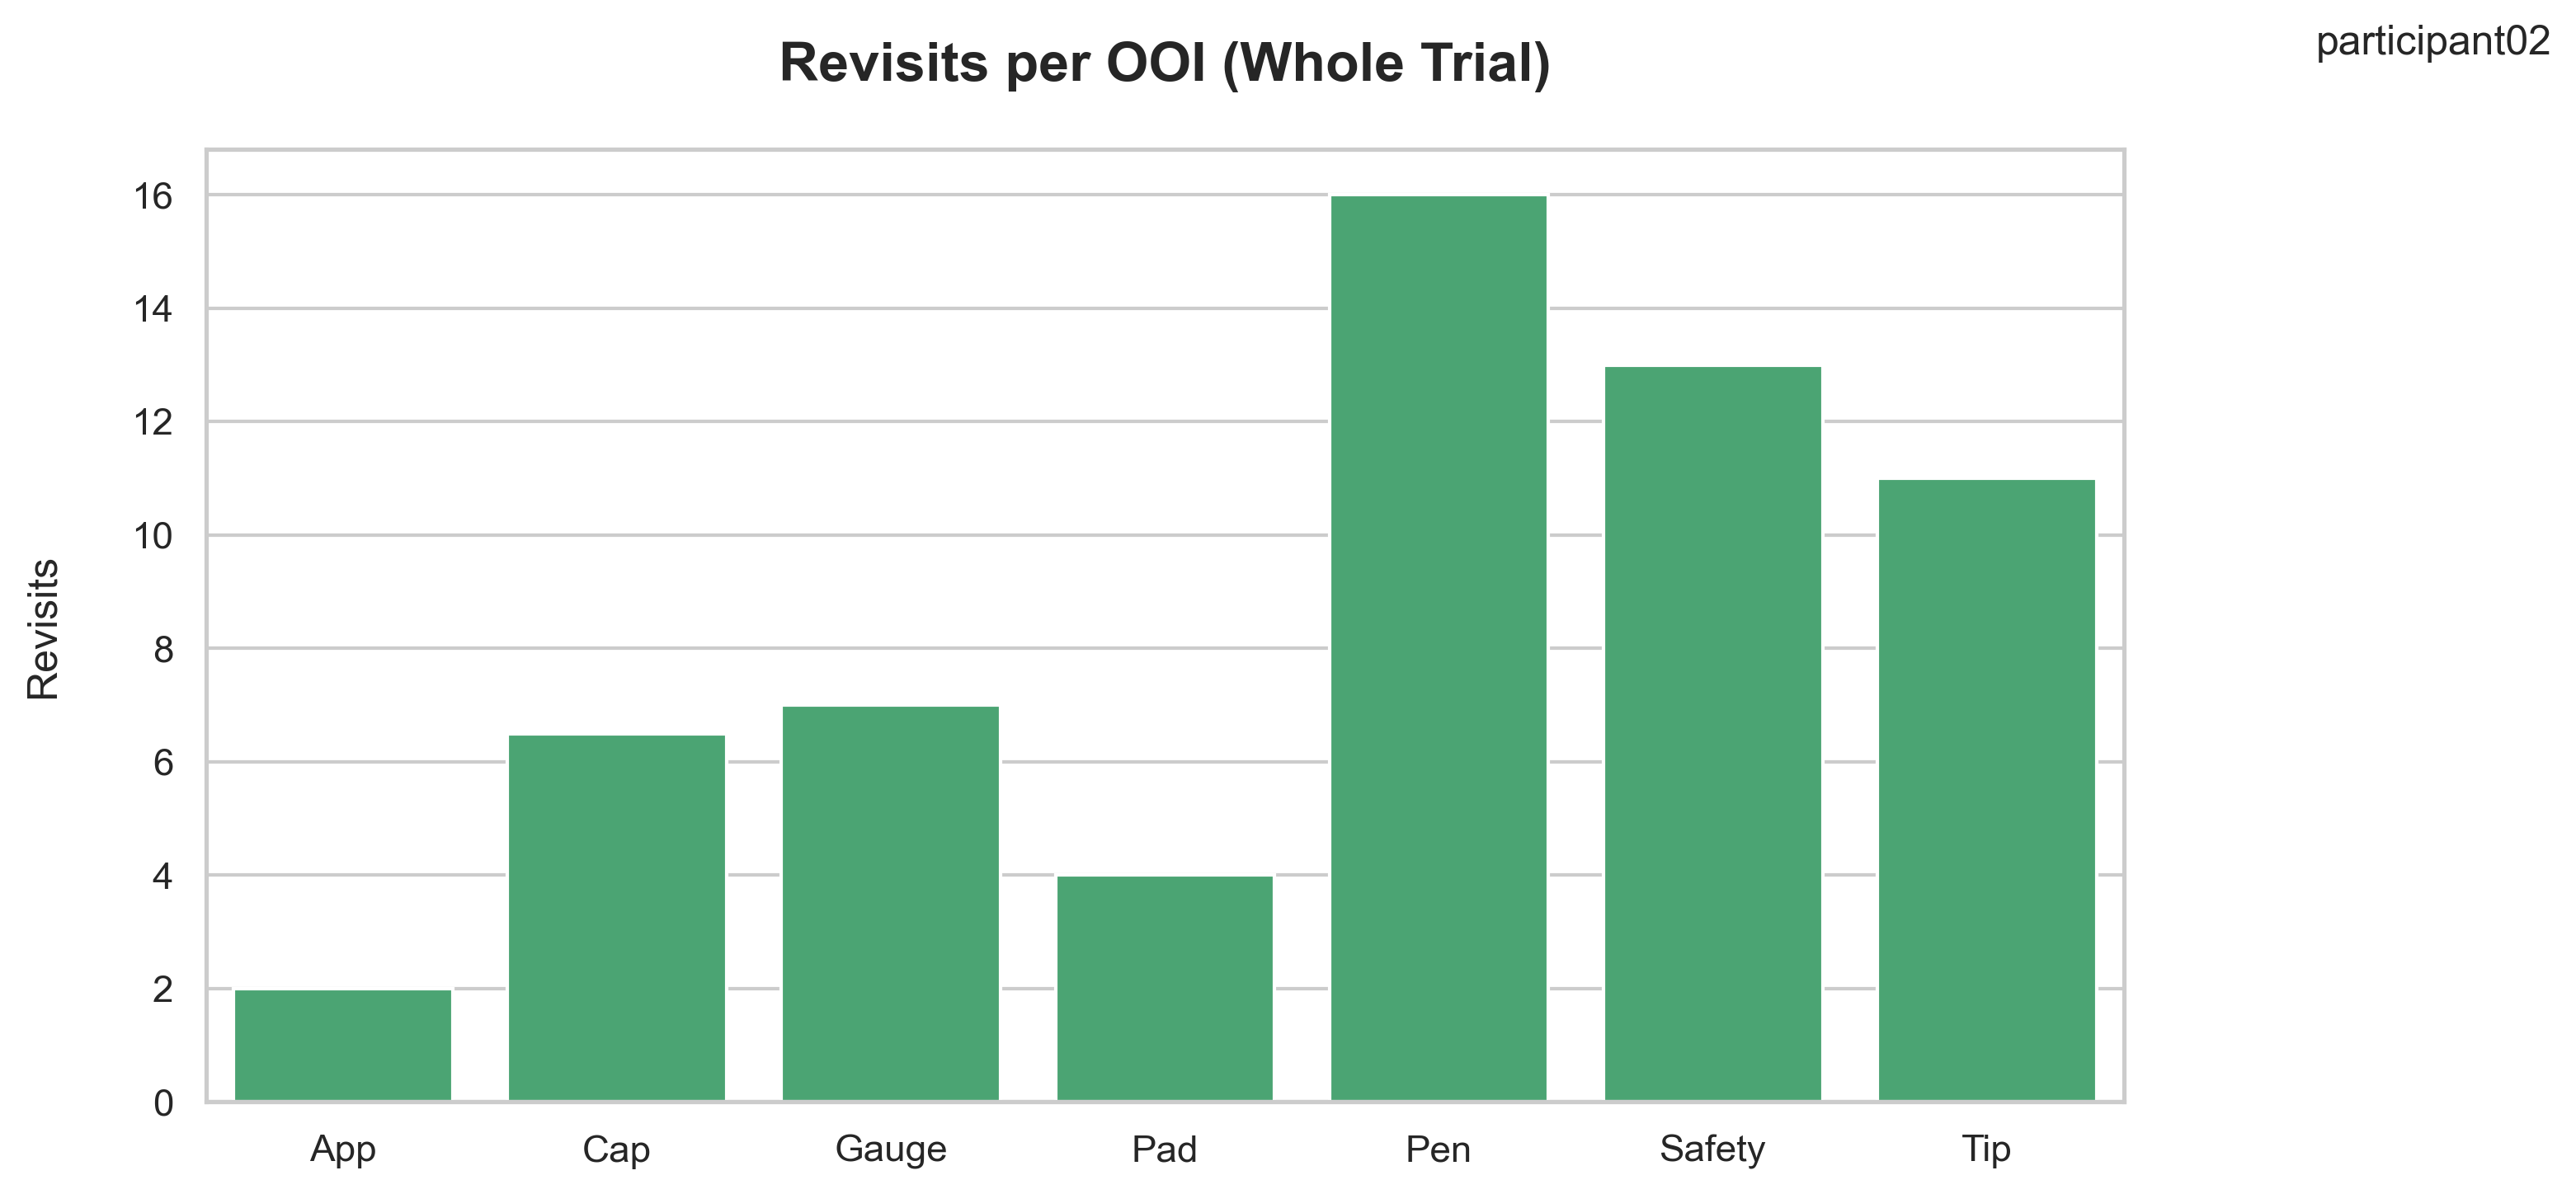 participant02
Revisits per OOI (Whole Trial)
Revisits
16
14
12
10
8
6
4
2
0
App Cap Gauge Pad Pen Safety Tip